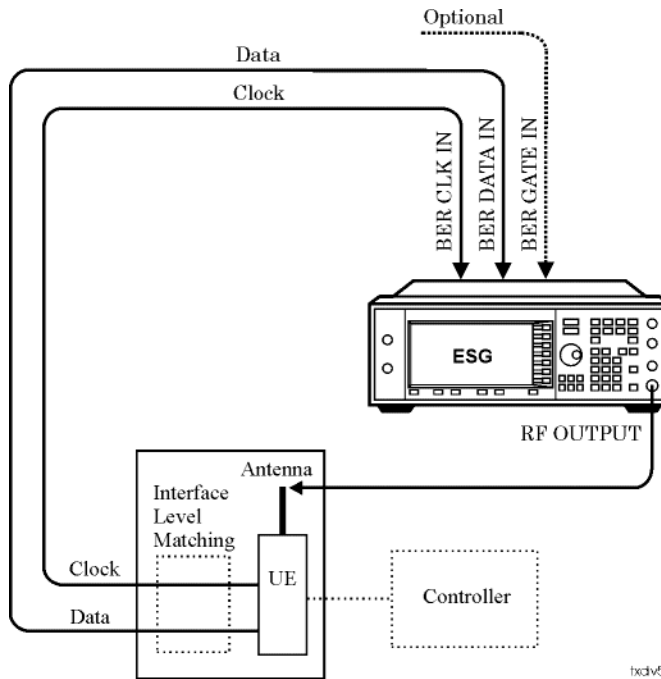 Optional
Data
Clock
BER CLK IN
BER DATA IN
BER GATE IN
ESG
RF OUTPUT
Antenna
Interface
Level
Matching
Clock
UE
Controller
Data